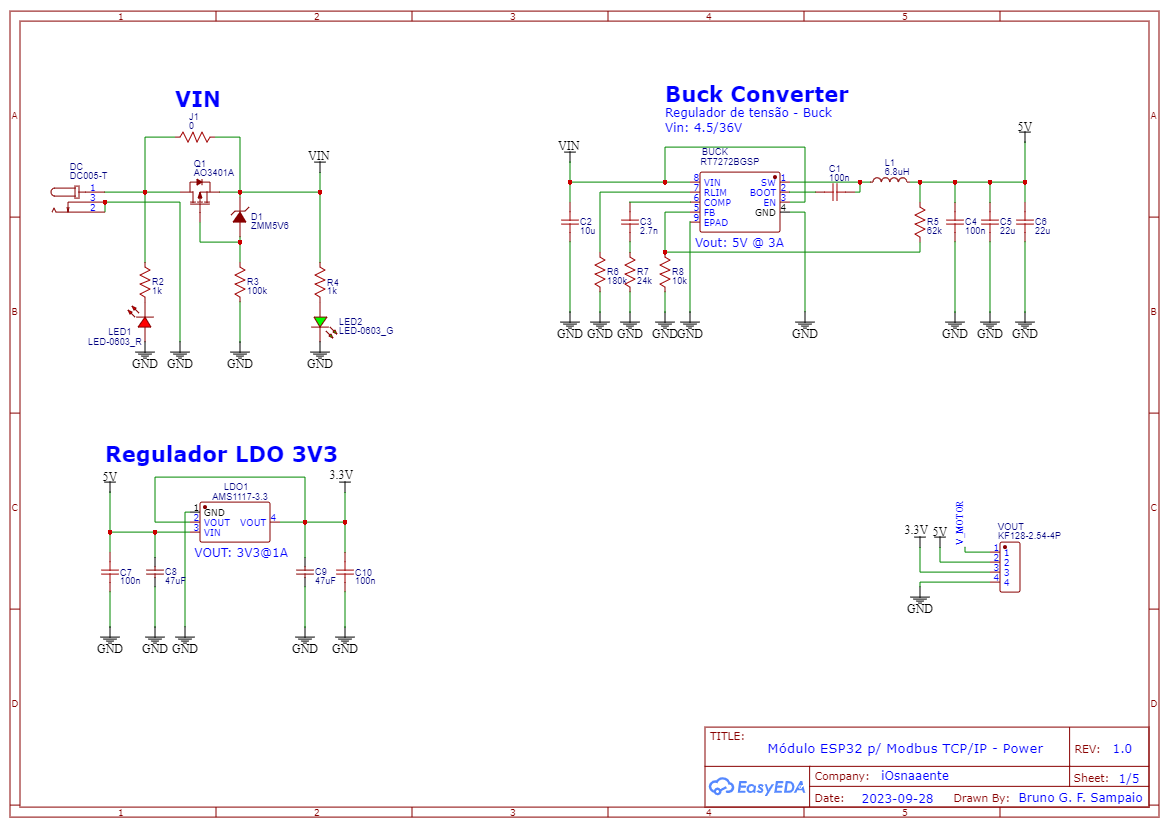 1 2 3 4 5
A A
B B
C C
D D
VIN
J1
0
DC
DC005-T
1
3
2
Q1
AO3401A
VIN
D1
ZMM5V6
R2
1k
R3
100k
R4
1k
LED1
LED-0603_R
LED2
LED-0603_G
GND GND GND GND
Buck Converter
Regulador de tensão - Buck
Vin: 4.5/36V
VIN
BUCK
RT7272BGSP
8 VIN SW 1
7 RLIM BOOT 2
6 COMP EN 3
5 FB GND 4
9 EPAD
Vout: 5V @ 3A
C1
100n
L1
6.8uH
5V
C2
10u
C3
2.7n
R5
62k
C4
100n
C5
22u
C6
22u
R6
180k
R7
24k
R8
10k
GND GND GND GND GND GND GND GND GND
Regulador LDO 3V3
5V
3.3V
LDO1
AMS1117-3.3
1 GND
2 VOUT VOUT 4
3 VIN
VOUT: 3V3@1A
C7
100n
C8
47uF
C9
47uF
C10
100n
GND GND GND GND GND
3.3V 5V V_MOTOR
VOUT
KF128-2.54-4P
1 1
2 2
3 3
4 4
GND
TITLE:
Módulo ESP32 p/ Modbus TCP/IP - Power
REV: 1.0
EasyEDA
Company: iOsnaaente
Sheet: 1/5
Date: 2023-09-28 Drawn By: Bruno G. F. Sampaio
1 2 3 4 5